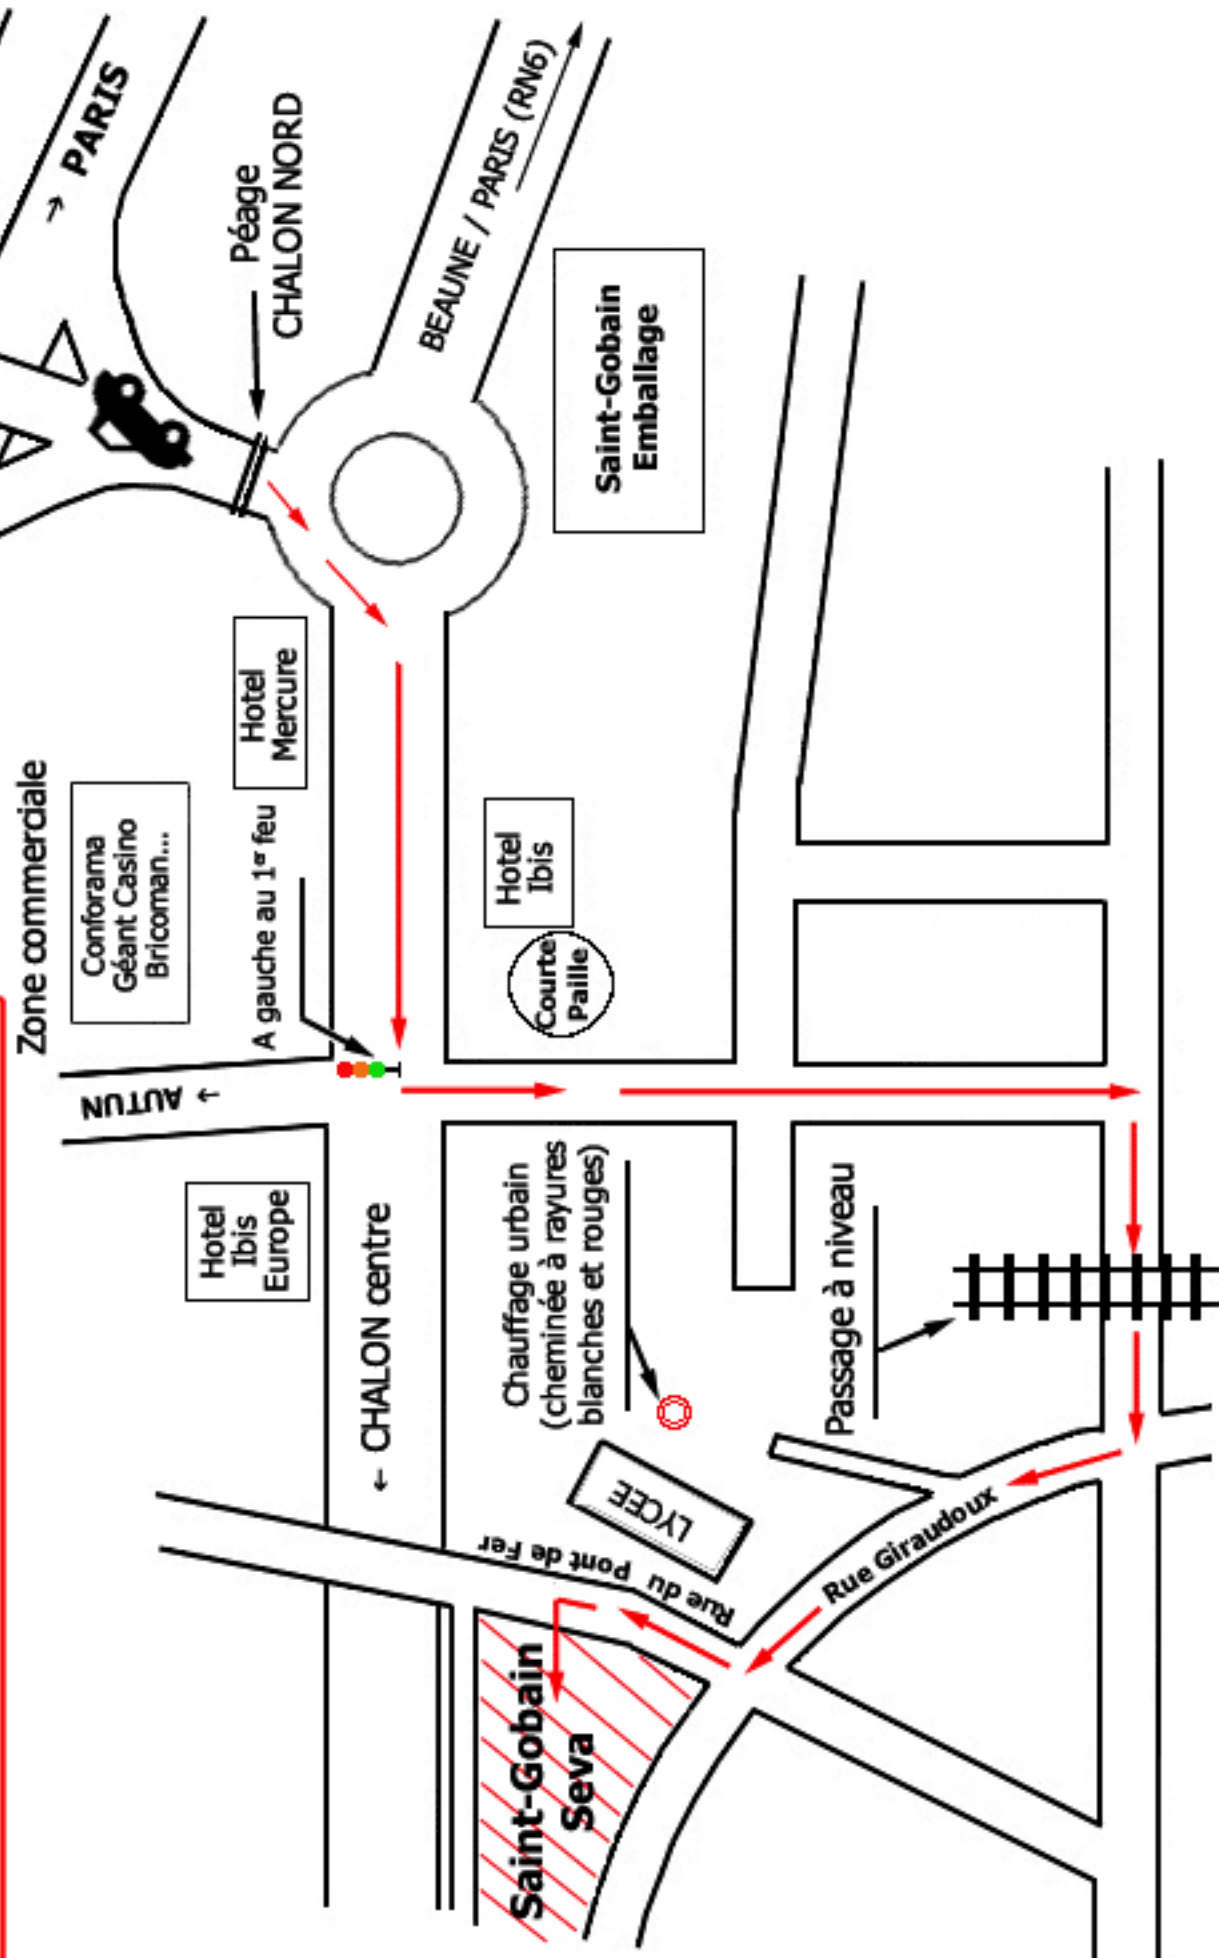 → PARIS
Péage
CHALON NORD
BEAUNE / PARIS (RN6)
Saint-Gobain
Emballage
Zone commerciale
Conforama
Géant Casino
Bricoman...
Hotel
Mercure
A gauche au 1er feu
Hotel
Ibis
Courte
Paille
→ AUTUN
Hotel
Ibis
Europe
← CHALON centre
Chauffage urbain
(cheminée à rayures
blanches et rouges)
Passage à niveau
LYCEE
Rue du Pont de Fer
Rue Giraudoux
Saint-Gobain
Seva